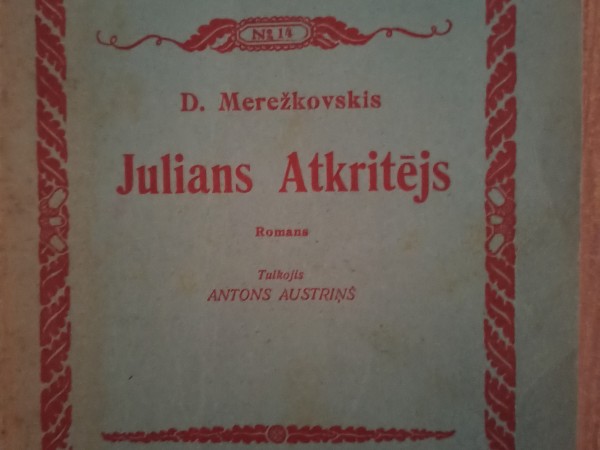 № 14
D. Merežkovskis
Julians Atkritējs
Romans
Tulkojis
ANTONS AUSTRIŅŠ